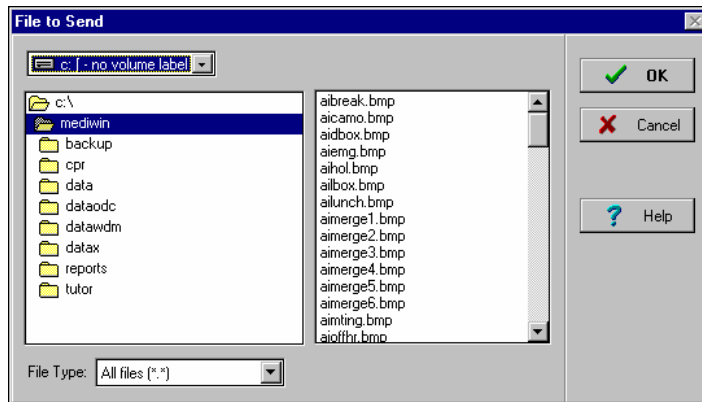 File to Send
c: [ - no volume label
OK
Cancel
Help
c:\
mediwin
backup
cpr
data
dataodc
datawdm
datax
reports
tutor
aibreak.bmp
aicamo.bmp
aidbox.bmp
aiemg.bmp
aihol.bmp
ailbox.bmp
ailunch.bmp
aimerge1.bmp
aimerge2.bmp
aimerge3.bmp
aimerge4.bmp
aimerge5.bmp
aimerge6.bmp
aimting.bmp
aioffhr.bmp
File Type: All files (*.*)